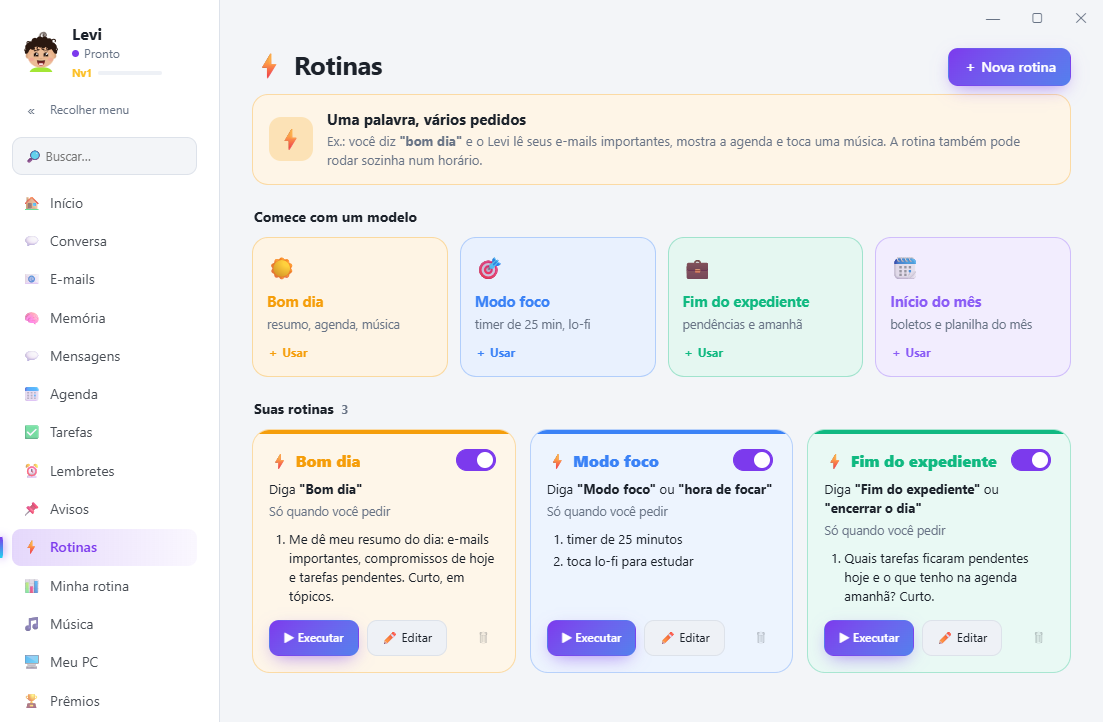 Levi
Pronto
Nv1
« Recolher menu
Buscar...
Início
Conversa
E-mails
Memória
Mensagens
Agenda
Tarefas
Lembretes
Avisos
Rotinas
Minha rotina
Música
Meu PC
Prêmios
Rotinas
+ Nova rotina
Uma palavra, vários pedidos
Ex.: você diz "bom dia" e o Levi lê seus e-mails importantes, mostra a agenda e toca uma música. A rotina também pode
rodar sozinha num horário.
Comece com um modelo
Bom dia
resumo, agenda, música
+ Usar
Modo foco
timer de 25 min, lo-fi
+ Usar
Fim do expediente
pendências e amanhã
+ Usar
Início do mês
boletos e planilha do mês
+ Usar
Suas rotinas 3
Bom dia
Diga "Bom dia"
Só quando você pedir
1. Me dê meu resumo do dia: e-mails
importantes, compromissos de hoje
e tarefas pendentes. Curto, em
tópicos.
Executar
Editar
Modo foco
Diga "Modo foco" ou "hora de focar"
Só quando você pedir
1. timer de 25 minutos
2. toca lo-fi para estudar
Executar
Editar
Fim do expediente
Diga "Fim do expediente" ou
"encerrar o dia"
Só quando você pedir
1. Quais tarefas ficaram pendentes
hoje e o que tenho na agenda
amanhã? Curto.
Executar
Editar